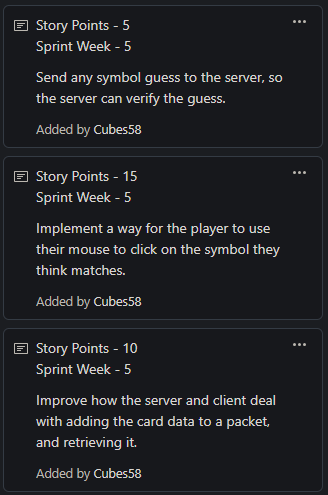 Story Points - 5
Sprint Week - 5
Send any symbol guess to the server, so
the server can verify the guess.
Added by Cubes58
Story Points - 15
Sprint Week - 5
Implement a way for the player to use
their mouse to click on the symbol they
think matches.
Added by Cubes58
Story Points - 10
Sprint Week - 5
Improve how the server and client deal
with adding the card data to a packet,
and retrieving it.
Added by Cubes58